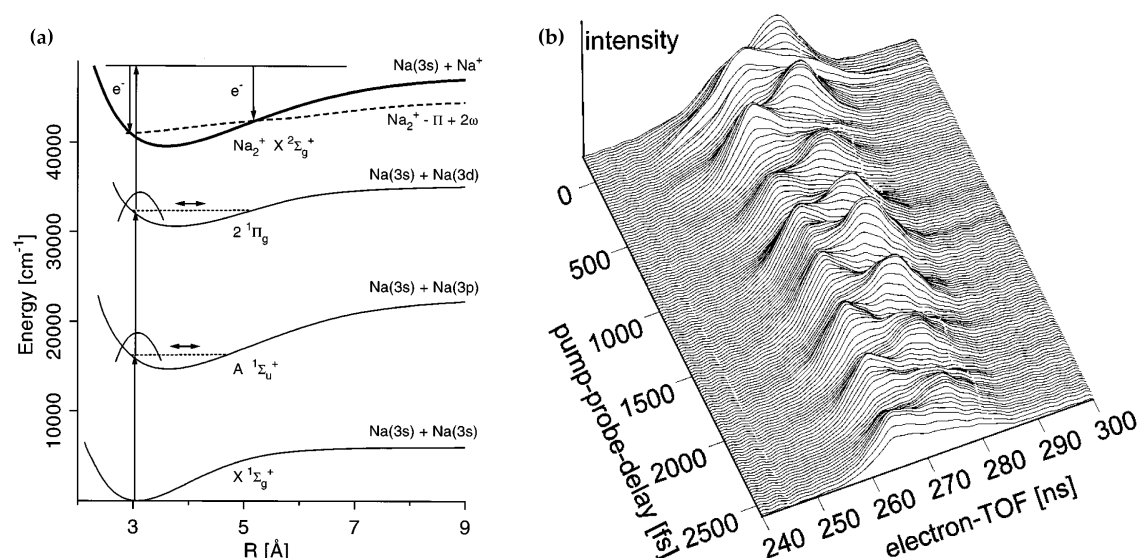 (a)
Energy [cm⁻¹]
40000
30000
20000
10000
3
5
7
9
R [Å]
e⁻
e⁻
Na(3s) + Na⁺
Na₂⁺ - Π + 2ω
Na₂⁺ X ²Σg⁺
Na(3s) + Na(3d)
2 ¹Πg
Na(3s) + Na(3p)
A ¹Σu⁺
Na(3s) + Na(3s)
X ¹Σg⁺
(b)
intensity
0
500
1000
1500
2000
2500
pump-probe-delay [fs]
240
250
260
270
280
290
300
electron-TOF [ns]